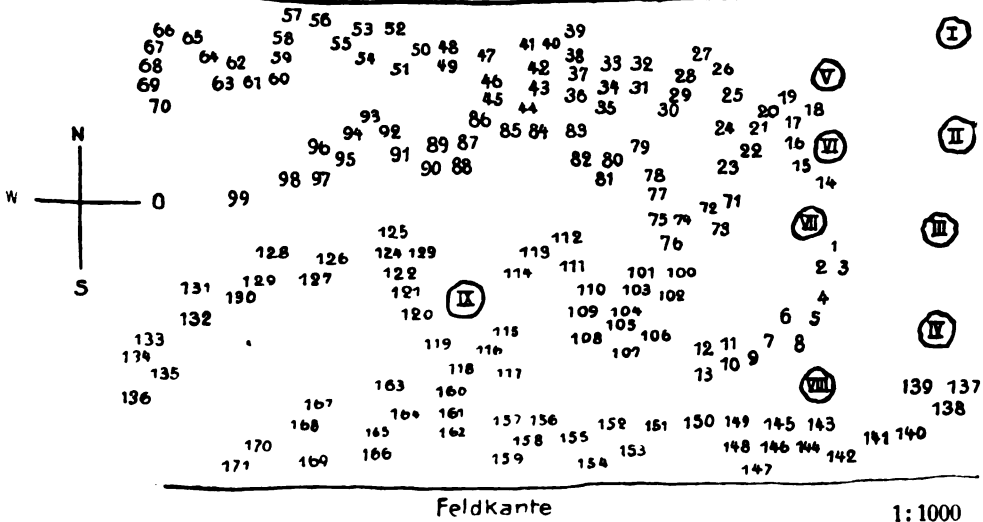 57 56 53 52 39 I
66 65 58 55 50 48 41 40 27
67 64 62 59 54 51 49 47 42 38 33 32 28 26 V
68 63 61 60 46 43 37 34 31 29 25 19
69 45 44 36 35 30 20 18
70 93 86 85 84 83 24 21 17 II
N 94 92 89 87 79 22 16 VI
96 95 91 90 88 82 80 23 15
98 97 81 78 14
W O 99 77 72 71
125 112 75 74 73 VII III
128 126 124 129 113 76 1
131 129 127 122 114 111 101 100 2 3
S 130 121 IX 110 103 102 4
132 120 109 104 6 5 IV
133 119 115 108 105 106 12 11 7 8
134 116 107 10 9
135 118 117 13
136 163 160 VIII 139 137
167 164 161 138
168 165 162 157 156 152 151 150 149 145 143
170 166 158 155 153 148 146 144 141 140
171 169 159 154 147 142
Feldkante
1:1000